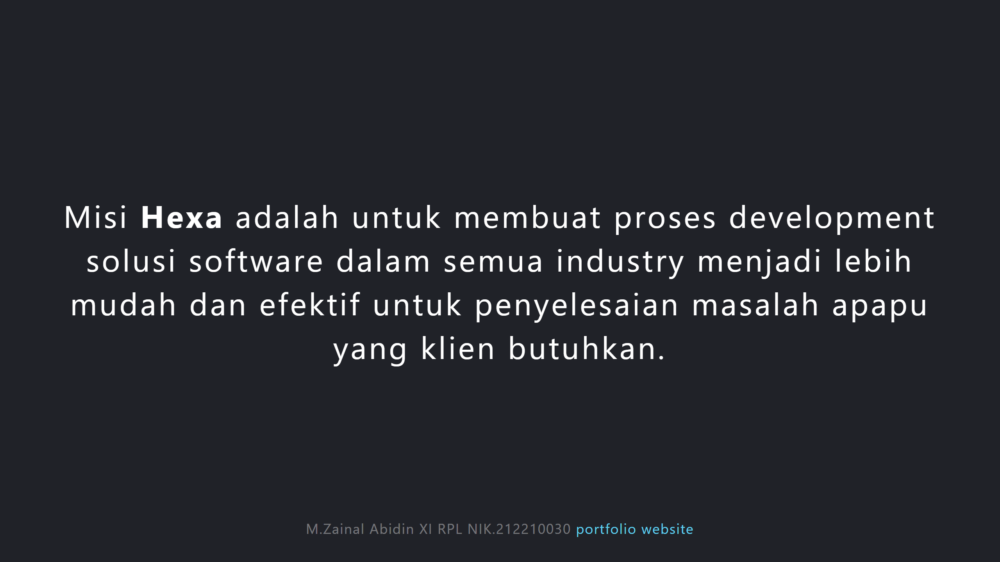 Misi Hexa adalah untuk membuat proses development
solusi software dalam semua industry menjadi lebih
mudah dan efektif untuk penyelesaian masalah apapu
yang klien butuhkan.
M.Zainal Abidin XI RPL NIK.212210030 portfolio website